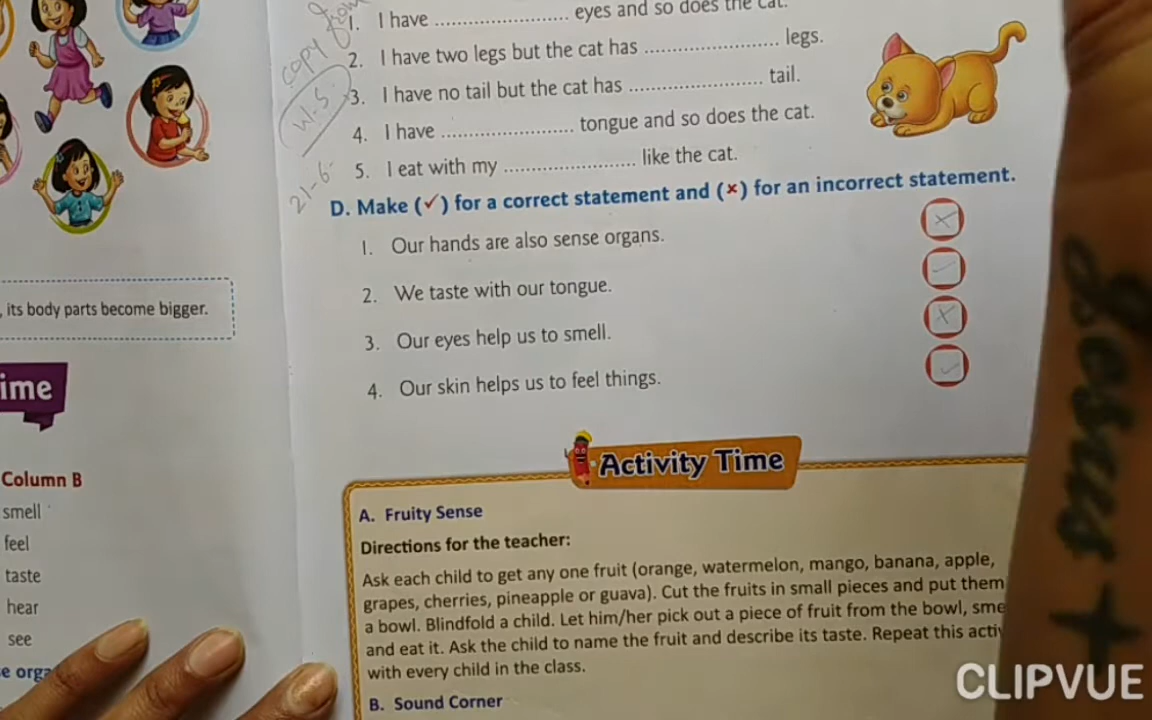 copy from
W.S.
21-6.
1. I have ........................ eyes and so does the cat.
2. I have two legs but the cat has ........................ legs.
3. I have no tail but the cat has ........................ tail.
4. I have ........................ tongue and so does the cat.
5. I eat with my ........................ like the cat.
D. Make (✓) for a correct statement and (×) for an incorrect statement.
1. Our hands are also sense organs. ×
2. We taste with our tongue. ✓
3. Our eyes help us to smell. ×
4. Our skin helps us to feel things. ✓
, its body parts become bigger.
ime
Column B
smell
feel
taste
hear
see
e orga
Activity Time
A. Fruity Sense
Directions for the teacher:
Ask each child to get any one fruit (orange, watermelon, mango, banana, apple,
grapes, cherries, pineapple or guava). Cut the fruits in small pieces and put them
a bowl. Blindfold a child. Let him/her pick out a piece of fruit from the bowl, sme
and eat it. Ask the child to name the fruit and describe its taste. Repeat this activ
with every child in the class.
B. Sound Corner
Jesus +
CLIPVUE